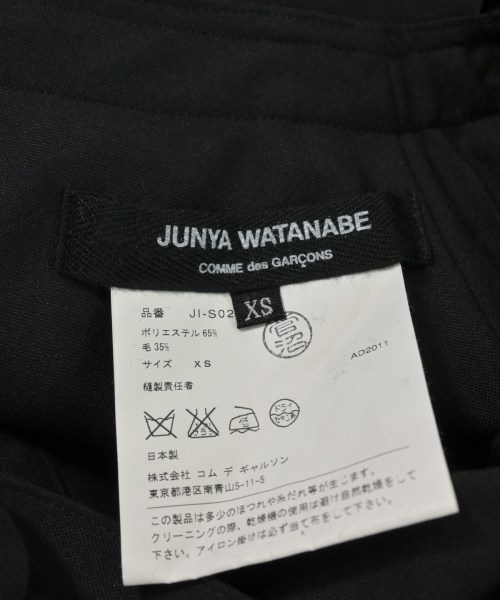 JUNYA WATANABE
COMME des GARÇONS
XS
品番 JI-S02
ポリエステル 65%
毛 35%
サイズ XS
AD2011
縫製責任者
日本製
株式会社 コム デ ギャルソン
東京都港区南青山5-11-5
この製品は多少のほつれや糸だれ等が生じます。
クリーニングの際、乾燥機の使用は避け自然乾燥をして
下さい。アイロン掛けは必ず当て布をして下さい。